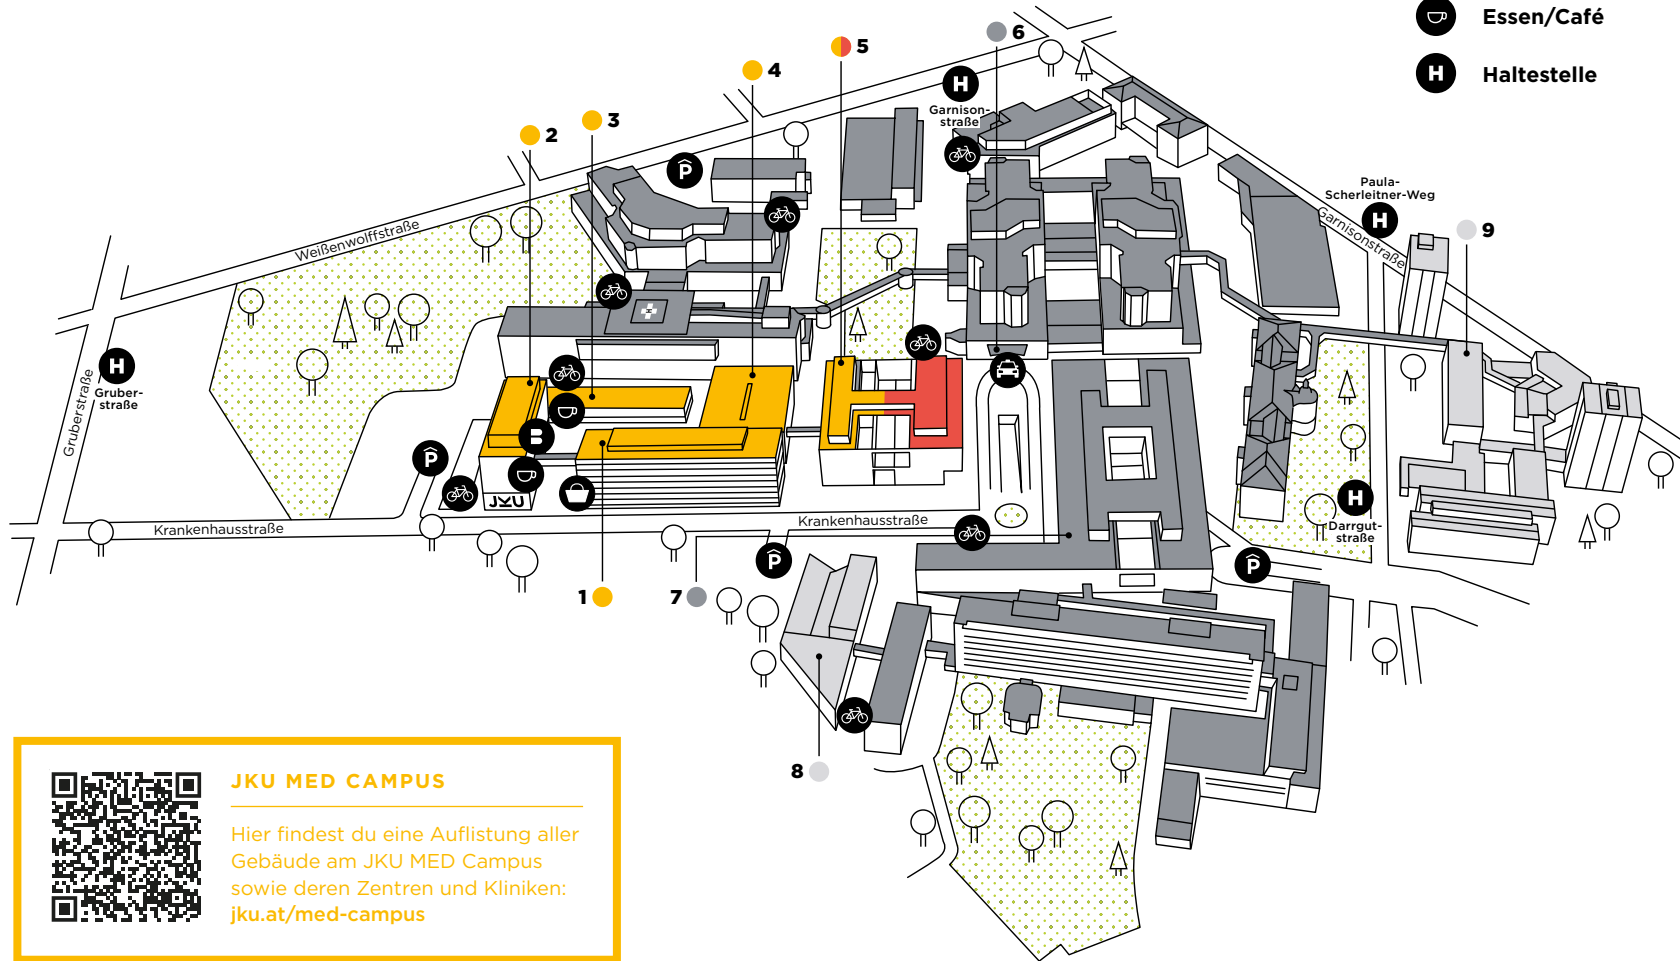 Essen/Café
H Haltestelle
6
5
4
H
Garnison-
straße
3
2
P
Paula-
Scherleitner-Weg
H
Garnisonstraße
9
Weißenwolffstraße
H
Gruber-
straße
Gruberstraße
B
P
JKU
Krankenhausstraße
Krankenhausstraße
H
Darrgut-
straße
P
P
1
7
8
JKU MED CAMPUS
Hier findest du eine Auflistung aller
Gebäude am JKU MED Campus
sowie deren Zentren und Kliniken:
jku.at/med-campus